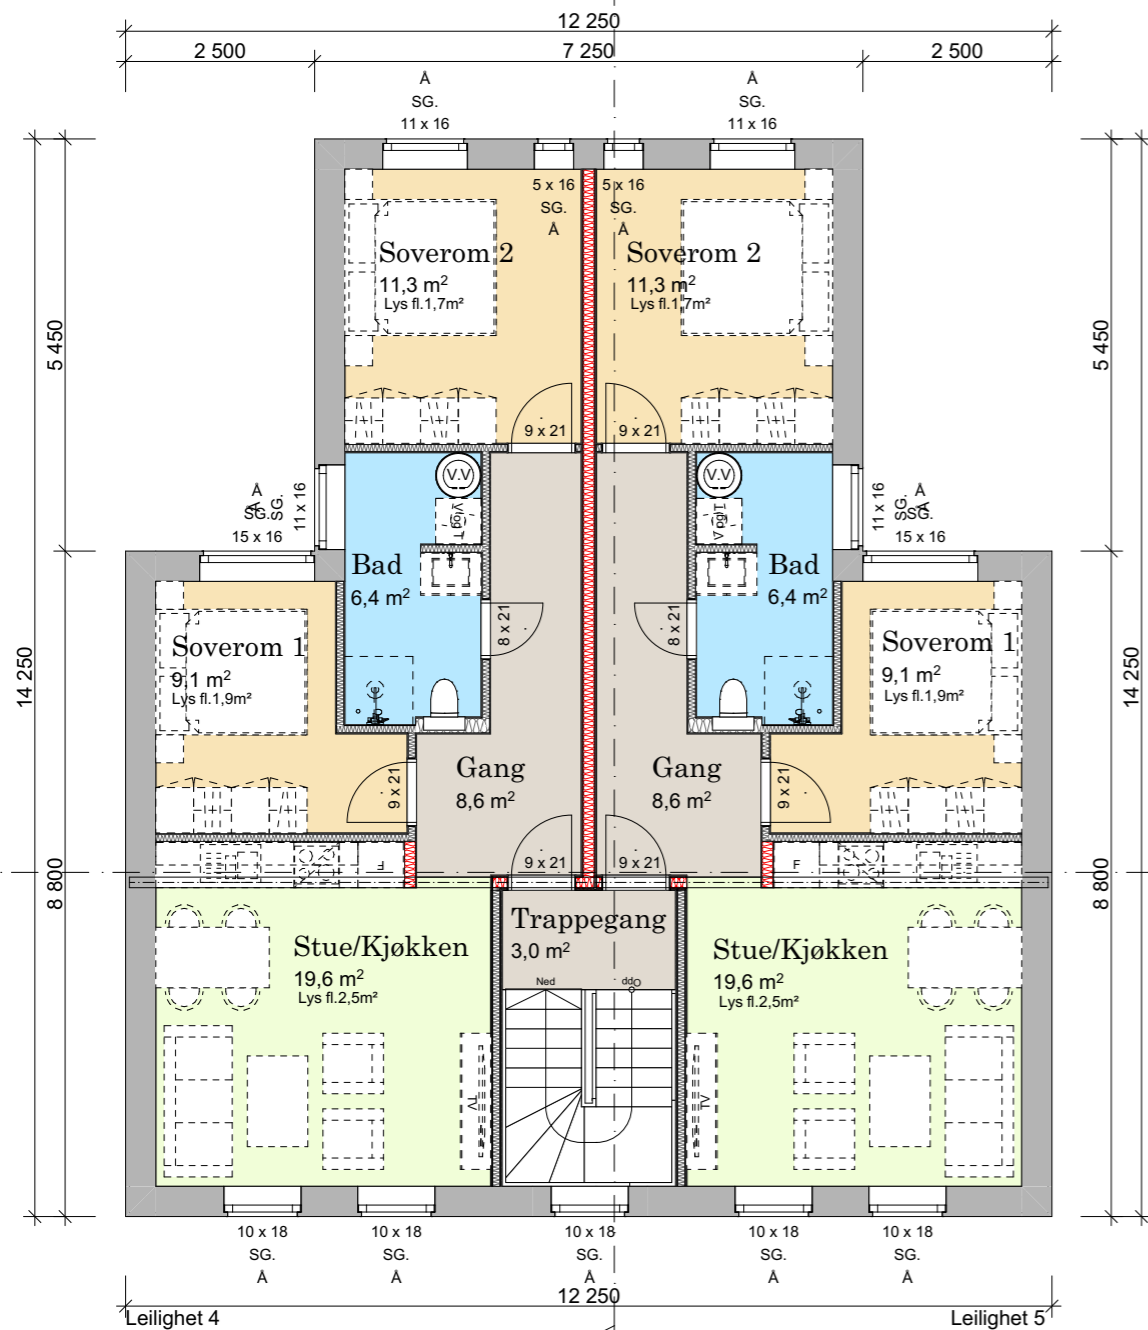 12 250
2 500
7 250
2 500
Å
SG.
11 x 16
Å
SG.
11 x 16
5 x 16
SG.
Å
5 x 16
SG.
Å
Soverom 2
11,3 m²
Lys fl.1,7m²
Soverom 2
11,3 m²
Lys fl.1,7m²
5 450
5 450
9 x 21
9 x 21
V.V
V.V
Å
SG.
11 x 16
Å
SG.
15 x 16
Å
SG.
11 x 16
Å
SG.
15 x 16
Bad
6,4 m²
Bad
6,4 m²
8 x 21
8 x 21
Soverom 1
9,1 m²
Lys fl.1,9m²
Soverom 1
9,1 m²
Lys fl.1,9m²
14 250
14 250
Gang
8,6 m²
Gang
8,6 m²
9 x 21
9 x 21
9 x 21
9 x 21
F
F
8 800
8 800
Trappegang
3,0 m²
Stue/Kjøkken
19,6 m²
Lys fl.2,5m²
Stue/Kjøkken
19,6 m²
Lys fl.2,5m²
Ned
Opp
TV
TV
10 x 18
SG.
Å
10 x 18
SG.
Å
10 x 18
SG.
Å
10 x 18
SG.
Å
10 x 18
SG.
Å
12 250
Leilighet 4
Leilighet 5